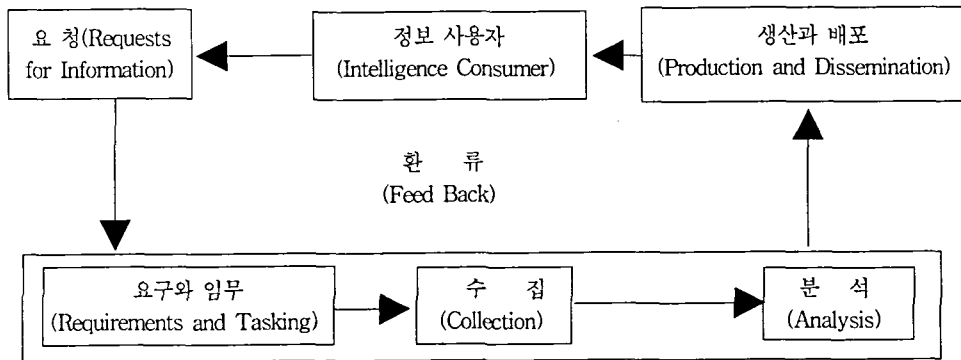 요 청(Requests
for Information)
정보 사용자
(Intelligence Consumer)
생산과 배포
(Production and Dissemination)
환 류
(Feed Back)
요구와 임무
(Requirements and Tasking)
수 집
(Collection)
분 석
(Analysis)